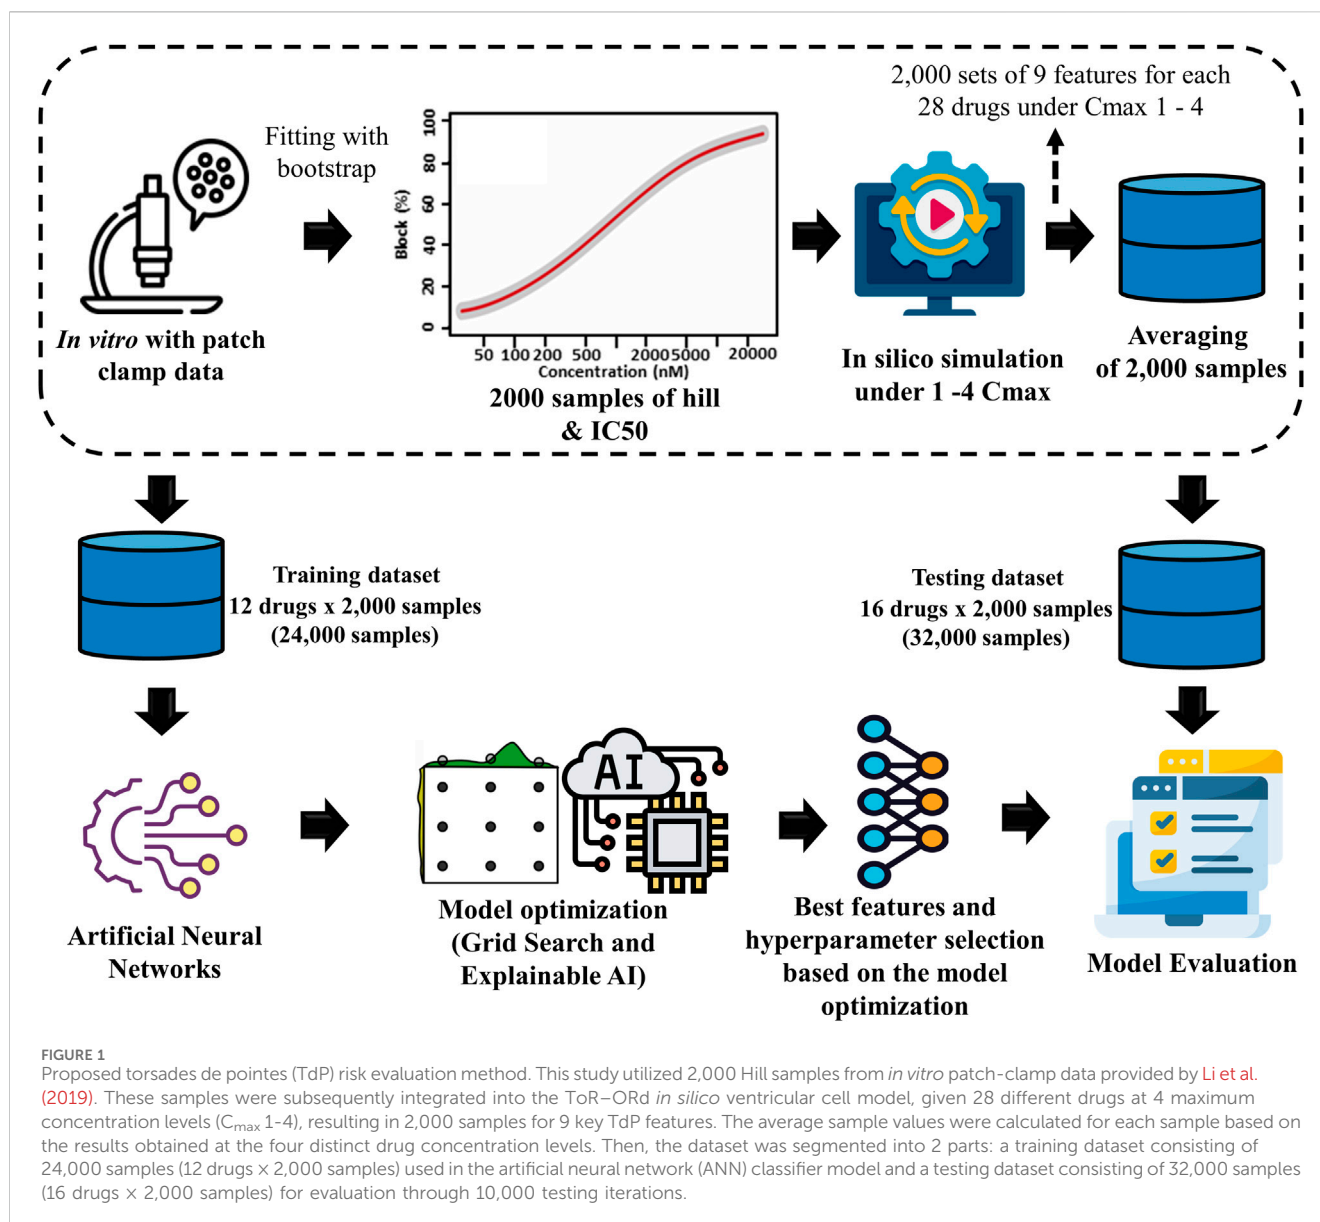 2,000 sets of 9 features for each
28 drugs under Cmax 1 - 4
Fitting with
bootstrap
Block (%)
100
80
60
40
20
0
50 100 200 500 2000 5000 20000
Concentration (nM)
In vitro with patch
clamp data
2000 samples of hill
& IC50
In silico simulation
under 1 -4 Cmax
Averaging
of 2,000 samples
Training dataset
12 drugs x 2,000 samples
(24,000 samples)
Testing dataset
16 drugs x 2,000 samples
(32,000 samples)
AI
Artificial Neural
Networks
Model optimization
(Grid Search and
Explainable AI)
Best features and
hyperparameter selection
based on the model
optimization
Model Evaluation
FIGURE 1
Proposed torsades de pointes (TdP) risk evaluation method. This study utilized 2,000 Hill samples from in vitro patch-clamp data provided by Li et al.
(2019). These samples were subsequently integrated into the ToR–ORd in silico ventricular cell model, given 28 different drugs at 4 maximum
concentration levels (Cmax 1-4), resulting in 2,000 samples for 9 key TdP features. The average sample values were calculated for each sample based on
the results obtained at the four distinct drug concentration levels. Then, the dataset was segmented into 2 parts: a training dataset consisting of
24,000 samples (12 drugs × 2,000 samples) used in the artificial neural network (ANN) classifier model and a testing dataset consisting of 32,000 samples
(16 drugs × 2,000 samples) for evaluation through 10,000 testing iterations.